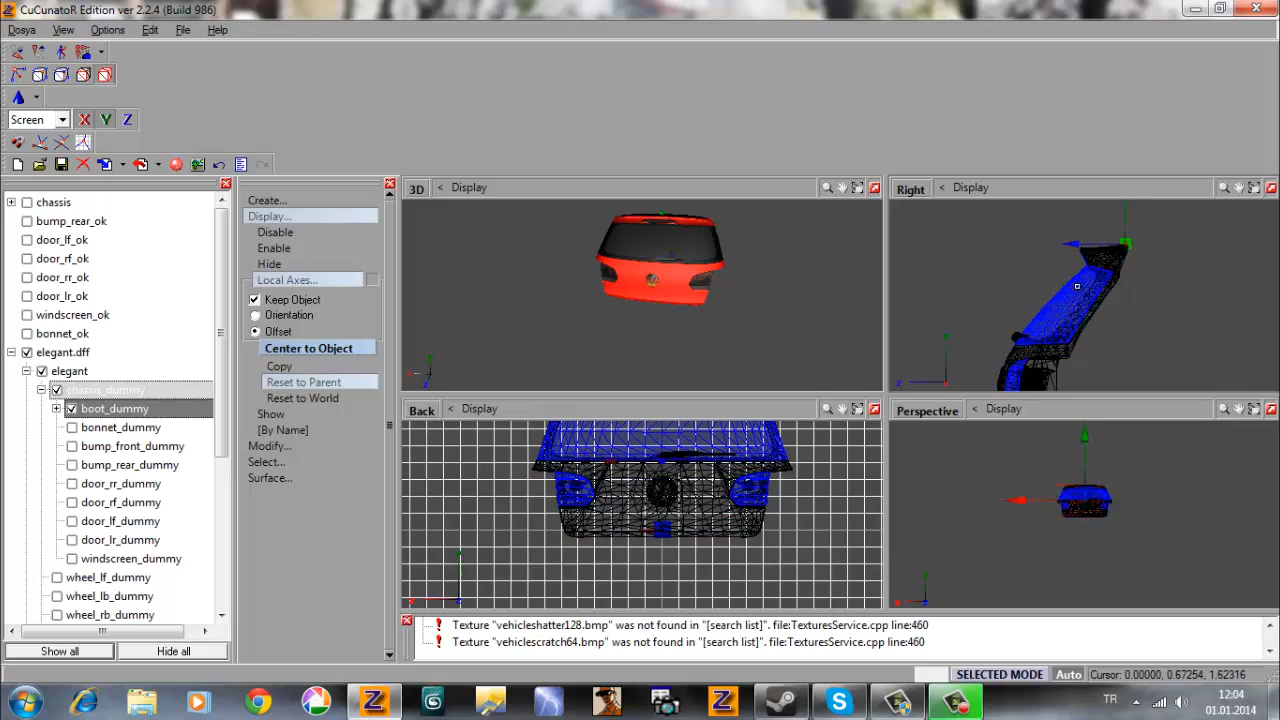 CuCunatoR Edition ver 2.2.4 (Build 986)
Dosya View Options Edit File Help
Screen X Y Z
chassis
bump_rear_ok
door_lf_ok
door_rf_ok
door_rr_ok
door_lr_ok
windscreen_ok
bonnet_ok
elegant.dff
elegant
chassis_dummy
boot_dummy
bonnet_dummy
bump_front_dummy
bump_rear_dummy
door_rr_dummy
door_rf_dummy
door_lf_dummy
door_lr_dummy
windscreen_dummy
wheel_lf_dummy
wheel_lb_dummy
wheel_rb_dummy
Show all Hide all
Create...
Display...
Disable
Enable
Hide
Local Axes...
Keep Object
Orientation
Offset
Center to Object
Copy
Reset to Parent
Reset to World
Show
[By Name]
Modify...
Select...
Surface...
3D < Display
Right < Display
Back < Display
Perspective < Display
Texture "vehicleshatter128.bmp" was not found in "[search list]". file:TexturesService.cpp line:460
Texture "vehiclescratch64.bmp" was not found in "[search list]". file:TexturesService.cpp line:460
SELECTED MODE Auto Cursor: 0.00000, 0.67254, 1.62316
TR
12:04
01.01.2014